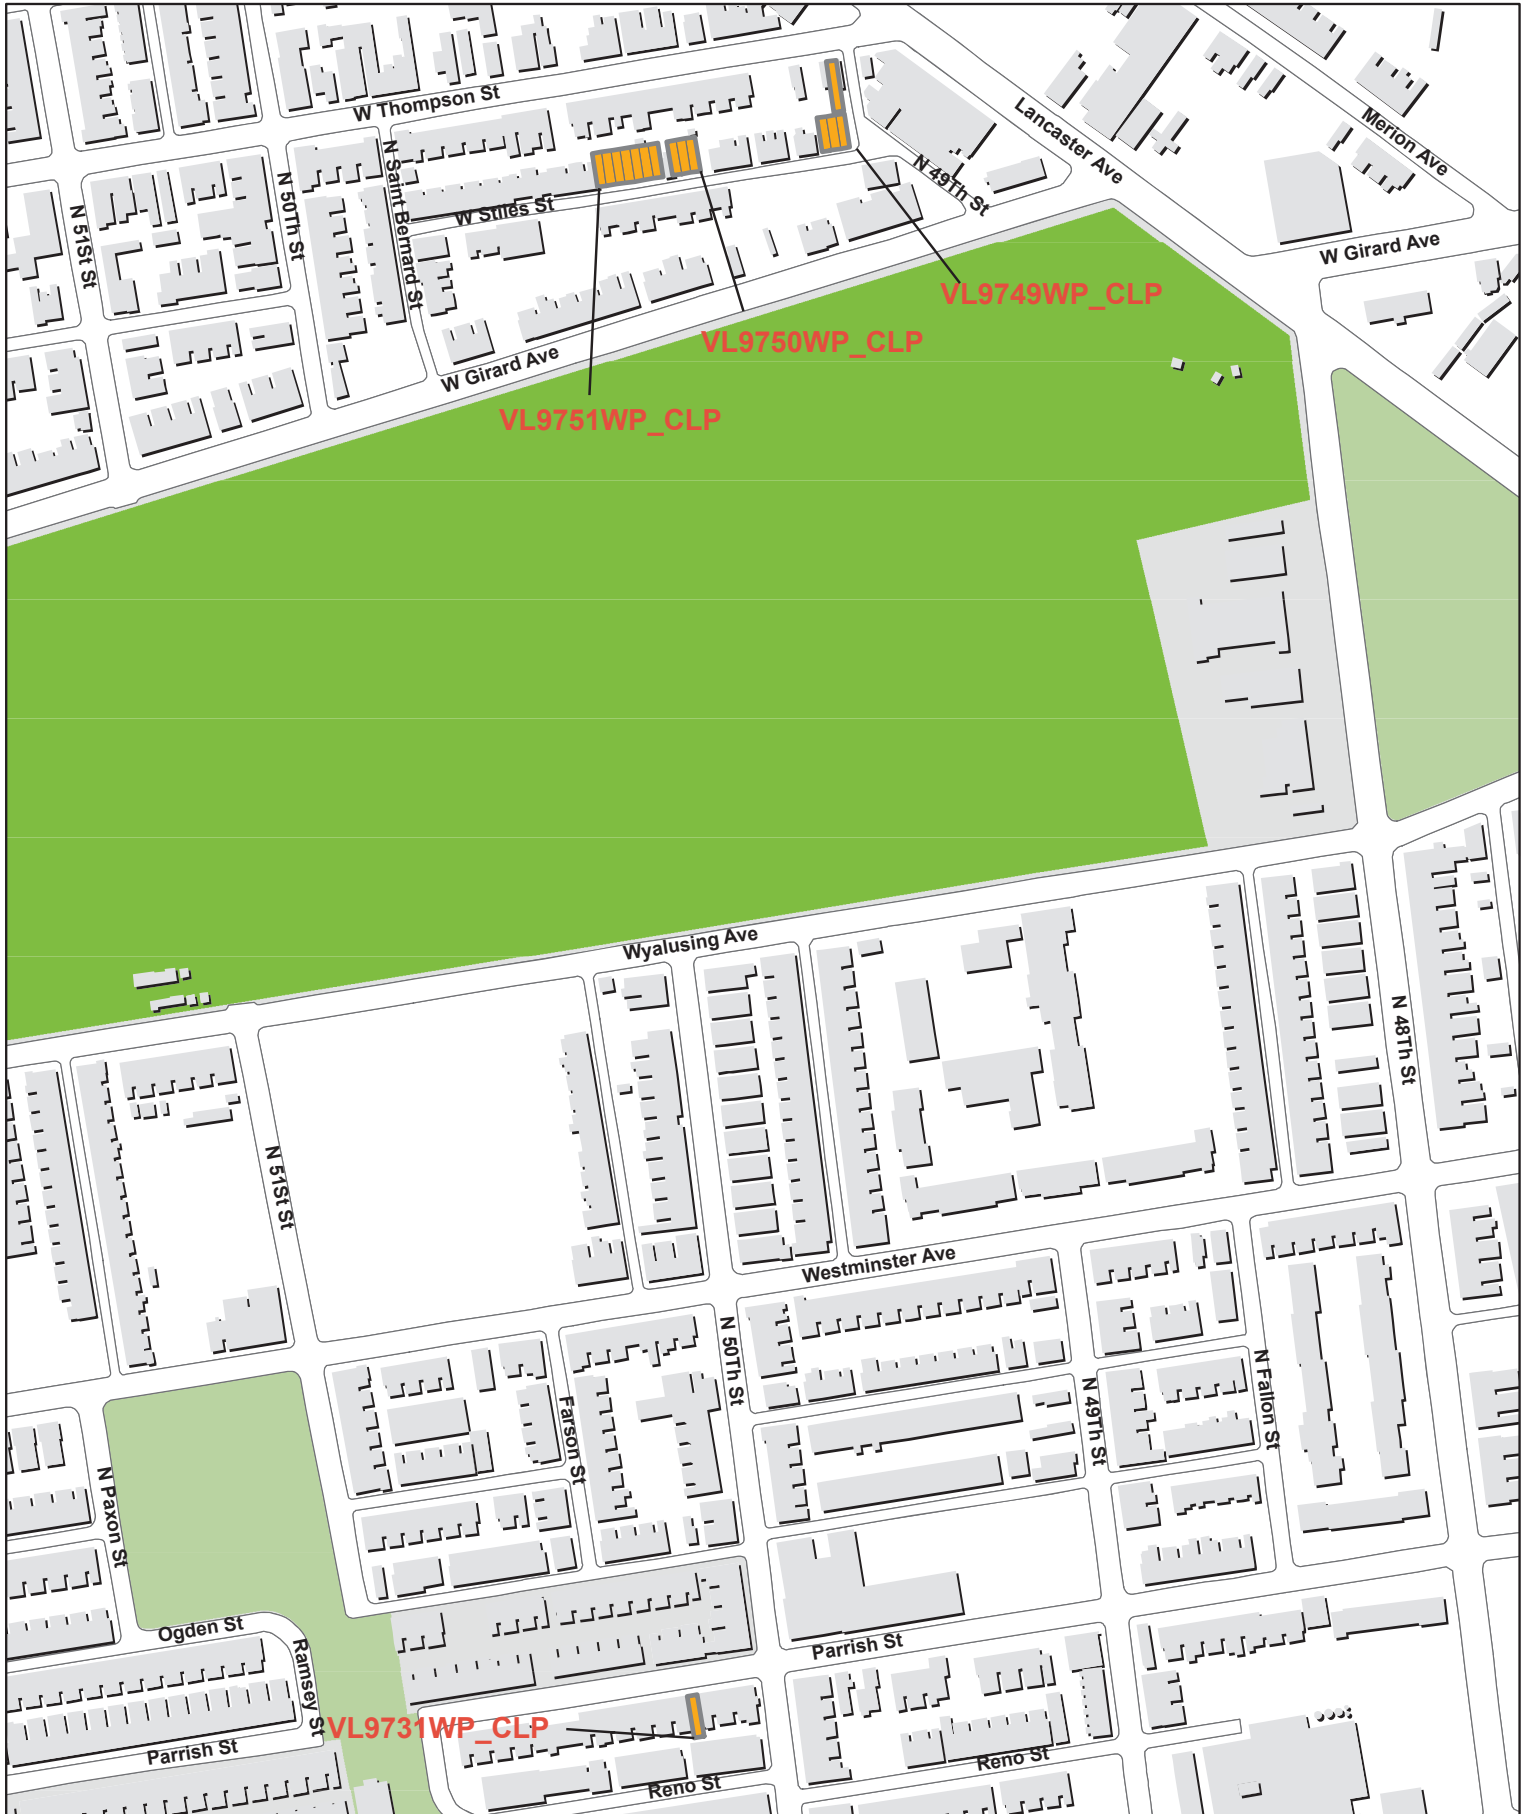 W Thompson St
Lancaster Ave
Merion Ave
N Saint Bernard St
N 49Th St
N 50Th St
N 51St St
W Stiles St
W Girard Ave
VL9749WP_CLP
VL9750WP_CLP
W Girard Ave
VL9751WP_CLP
Wyalusing Ave
N 48Th St
N 51St St
Westminster Ave
N 50Th St
N Fallon St
N 49Th St
Farson St
N Paxon St
Ogden St
Parrish St
Ramsey St
VL9731WP_CLP
Parrish St
Reno St
Reno St